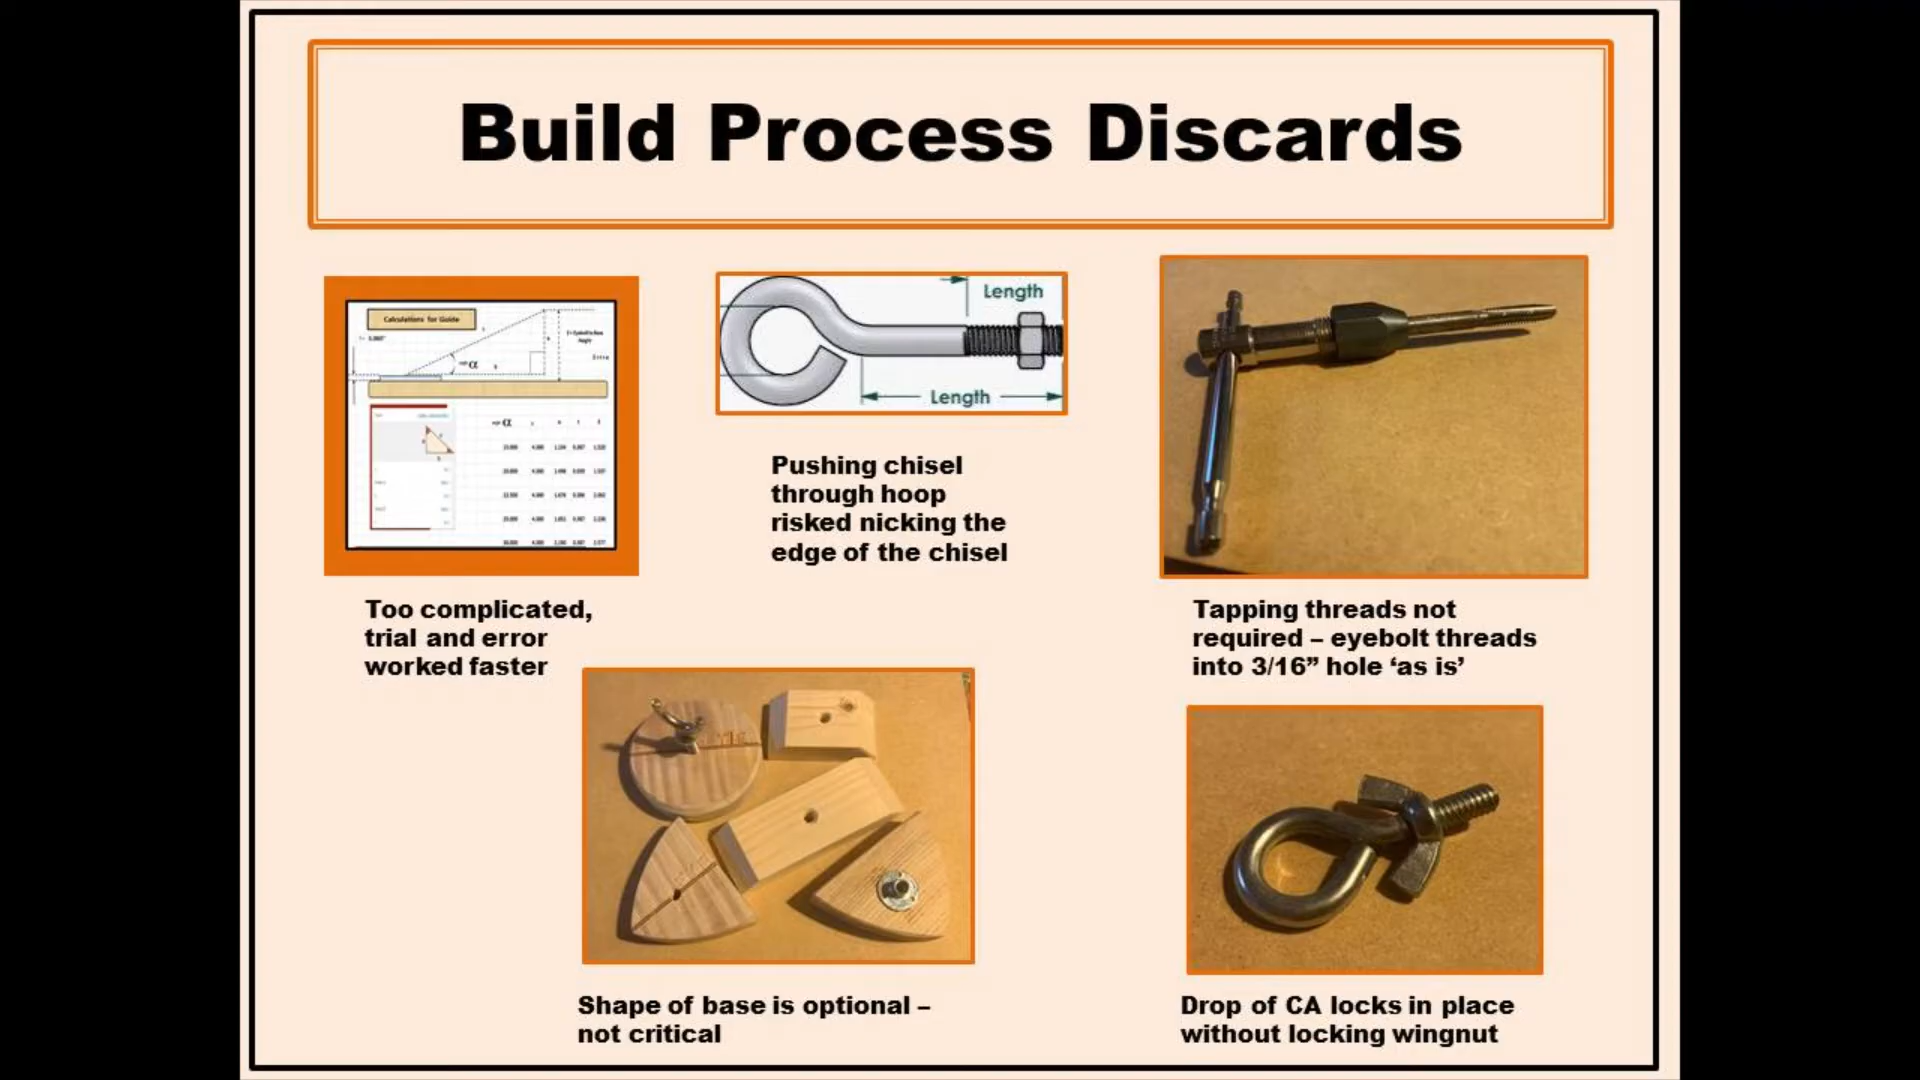 Build Process Discards
Calculations for Guide
α
α
Length
Length
Pushing chisel
through hoop
risked nicking the
edge of the chisel
Too complicated,
trial and error
worked faster
Tapping threads not
required – eyebolt threads
into 3/16” hole ‘as is’
Shape of base is optional –
not critical
Drop of CA locks in place
without locking wingnut